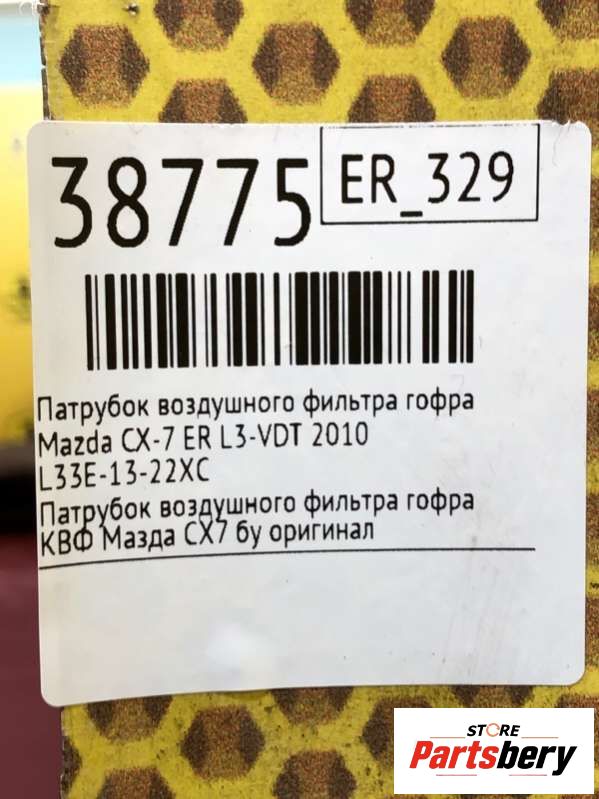 38775
ER_329
Патрубок воздушного фильтра гофра
Mazda CX-7 ER L3-VDT 2010
L33E-13-22XC
Патрубок воздушного фильтра гофра
КВФ Мазда СХ7 бу оригинал
STORE
Partsbery